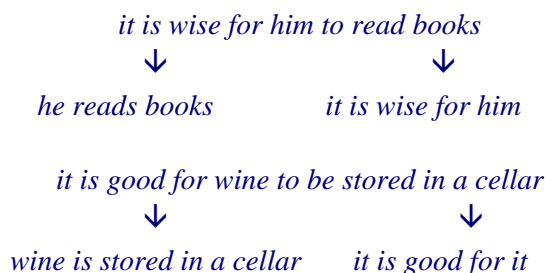 it is wise for him to read books
he reads books it is wise for him
it is good for wine to be stored in a cellar
wine is stored in a cellar it is good for it